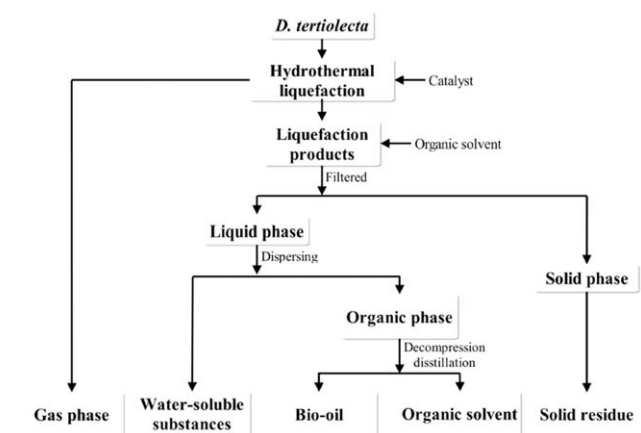 D. tertiolecta
Hydrothermal
liquefaction
Catalyst
Liquefaction
products
Organic solvent
Filtered
Liquid phase
Dispersing
Solid phase
Organic phase
Decompression
disstillation
Gas phase
Water-soluble
substances
Bio-oil
Organic solvent
Solid residue